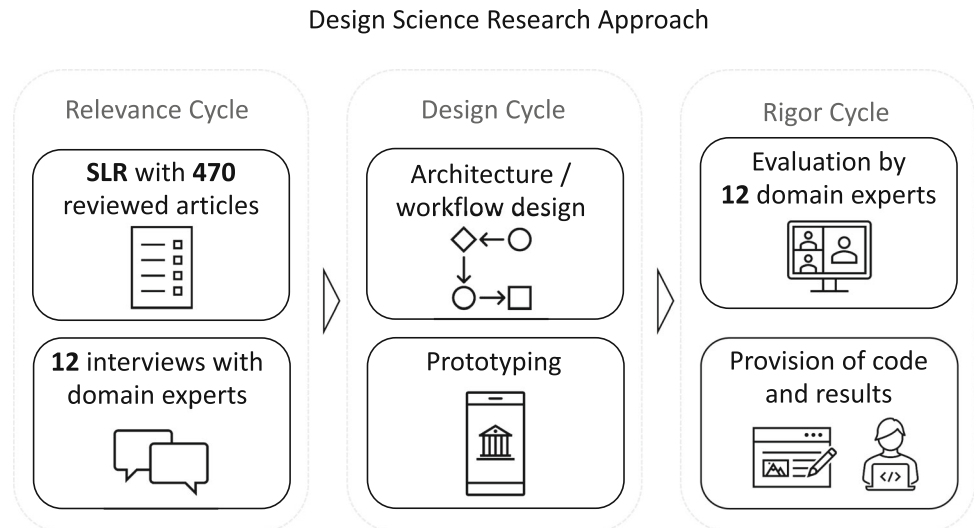 Design Science Research Approach
Relevance Cycle
SLR with 470
reviewed articles
12 interviews with
domain experts
Design Cycle
Architecture /
workflow design
Prototyping
Rigor Cycle
Evaluation by
12 domain experts
Provision of code
and results
</>